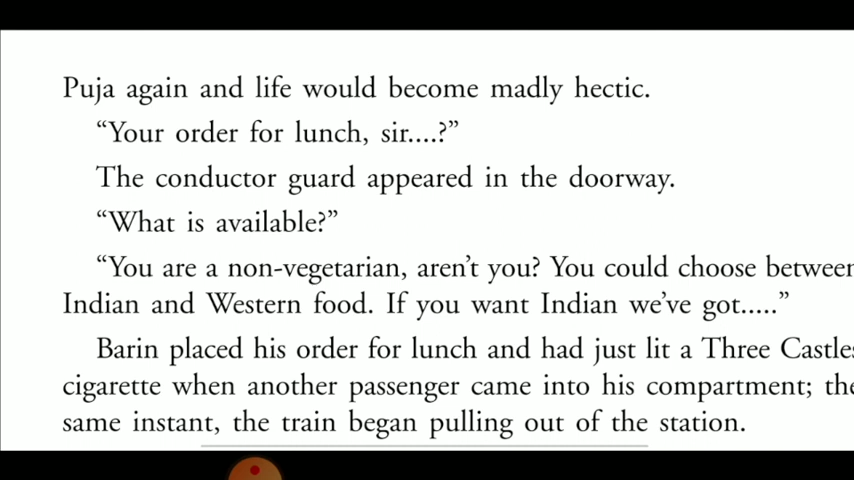 Puja again and life would become madly hectic.
“Your order for lunch, sir....?”
The conductor guard appeared in the doorway.
“What is available?”
“You are a non-vegetarian, aren’t you? You could choose between
Indian and Western food. If you want Indian we’ve got.....”
Barin placed his order for lunch and had just lit a Three Castles
cigarette when another passenger came into his compartment; the
same instant, the train began pulling out of the station.